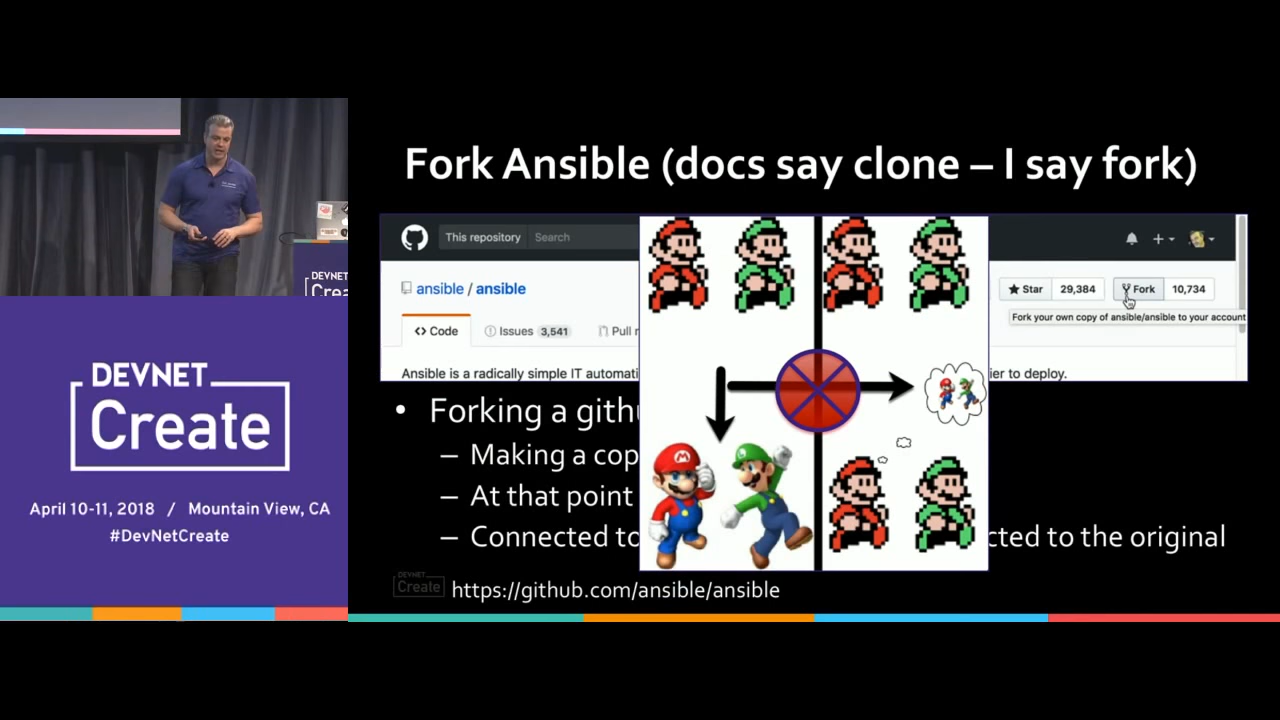 Fork Ansible (docs say clone – I say fork)
This repository Search
ansible / ansible
Star 29,384 Fork 10,734
Fork your own copy of ansible/ansible to your account
Code Issues 3,541 Pull r
Ansible is a radically simple IT automati
ier to deploy.
• Forking a githu
– Making a cop
– At that point
– Connected to
cted to the original
DEVNET
Create
https://github.com/ansible/ansible
DEVNET
DEVNET
Create
April 10-11, 2018 / Mountain View, CA
#DevNetCreate